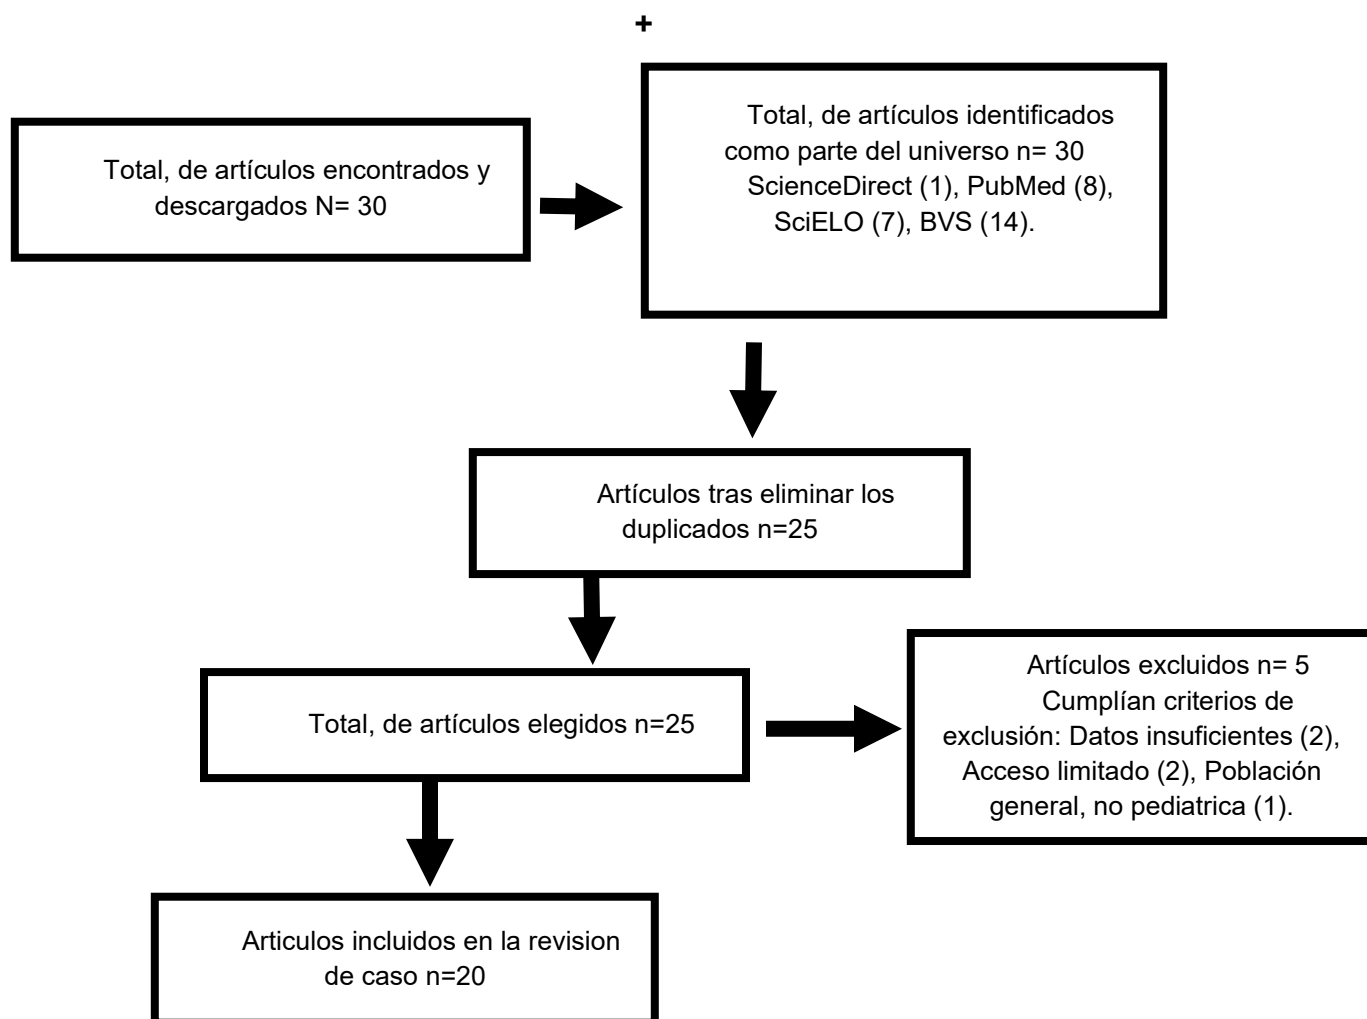 +
Total, de artículos encontrados y
descargados N= 30
Total, de artículos identificados
como parte del universo n= 30
ScienceDirect (1), PubMed (8),
SciELO (7), BVS (14).
Artículos tras eliminar los
duplicados n=25
Total, de artículos elegidos n=25
Artículos excluidos n= 5
Cumplían criterios de
exclusión: Datos insuficientes (2),
Acceso limitado (2), Población
general, no pediatrica (1).
Articulos incluidos en la revision
de caso n=20